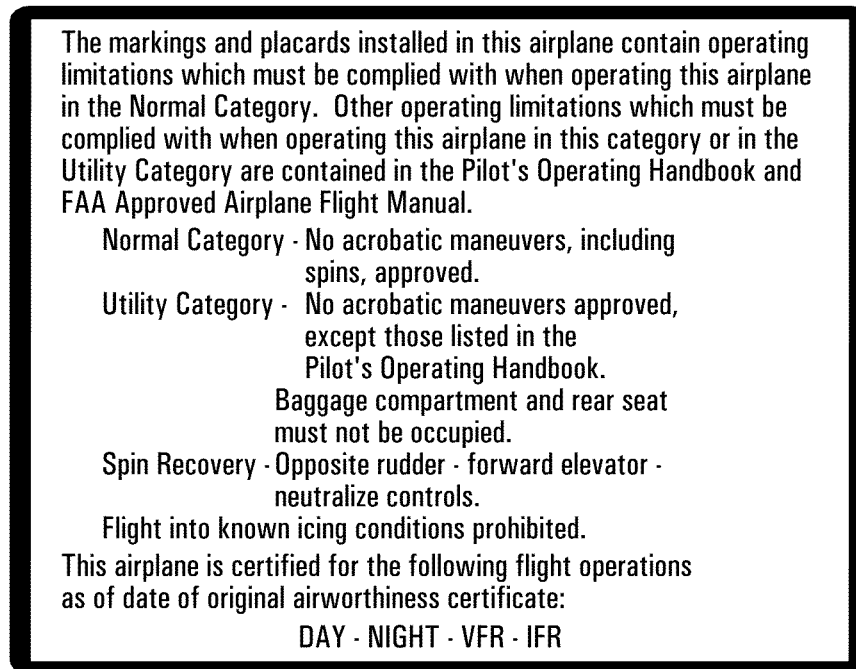 The markings and placards installed in this airplane contain operating
limitations which must be complied with when operating this airplane
in the Normal Category. Other operating limitations which must be
complied with when operating this airplane in this category or in the
Utility Category are contained in the Pilot's Operating Handbook and
FAA Approved Airplane Flight Manual.
Normal Category - No acrobatic maneuvers, including
spins, approved.
Utility Category - No acrobatic maneuvers approved,
except those listed in the
Pilot's Operating Handbook.
Baggage compartment and rear seat
must not be occupied.
Spin Recovery - Opposite rudder - forward elevator -
neutralize controls.
Flight into known icing conditions prohibited.
This airplane is certified for the following flight operations
as of date of original airworthiness certificate:
DAY - NIGHT - VFR - IFR